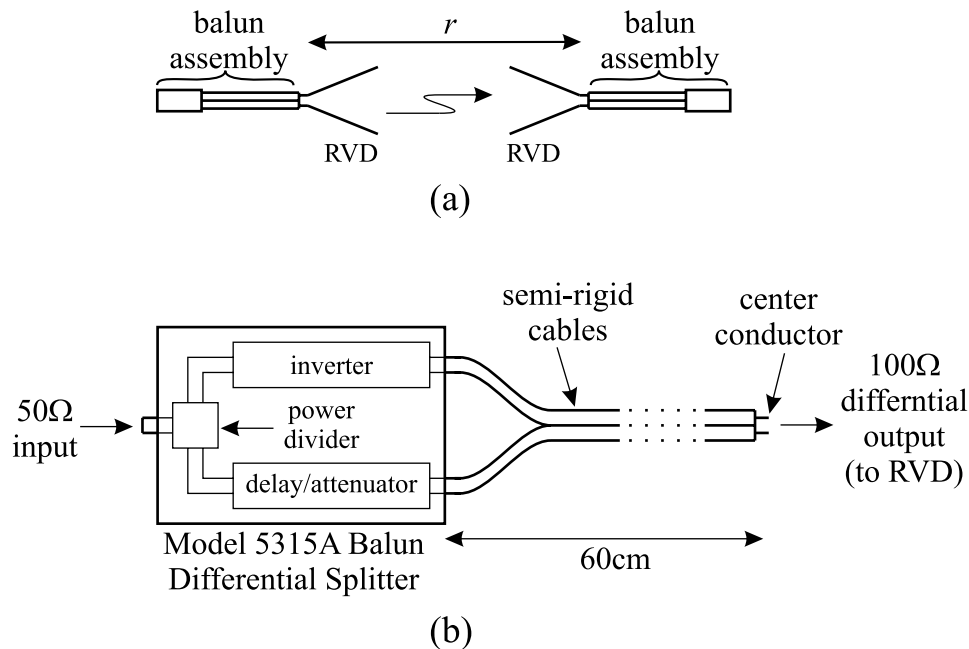 balun
assembly
r
balun
assembly
RVD
RVD
(a)
semi-rigid
cables
center
conductor
inverter
50Ω
input
power
divider
100Ω
differntial
output
(to RVD)
delay/attenuator
Model 5315A Balun
Differential Splitter
60cm
(b)